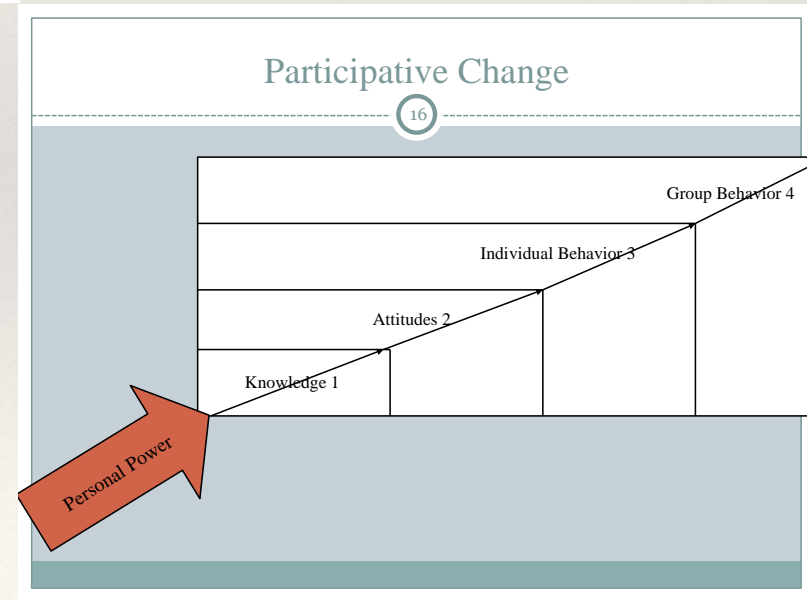 Participative Change
16
Group Behavior 4
Individual Behavior 3
Attitudes 2
Knowledge 1
Personal Power